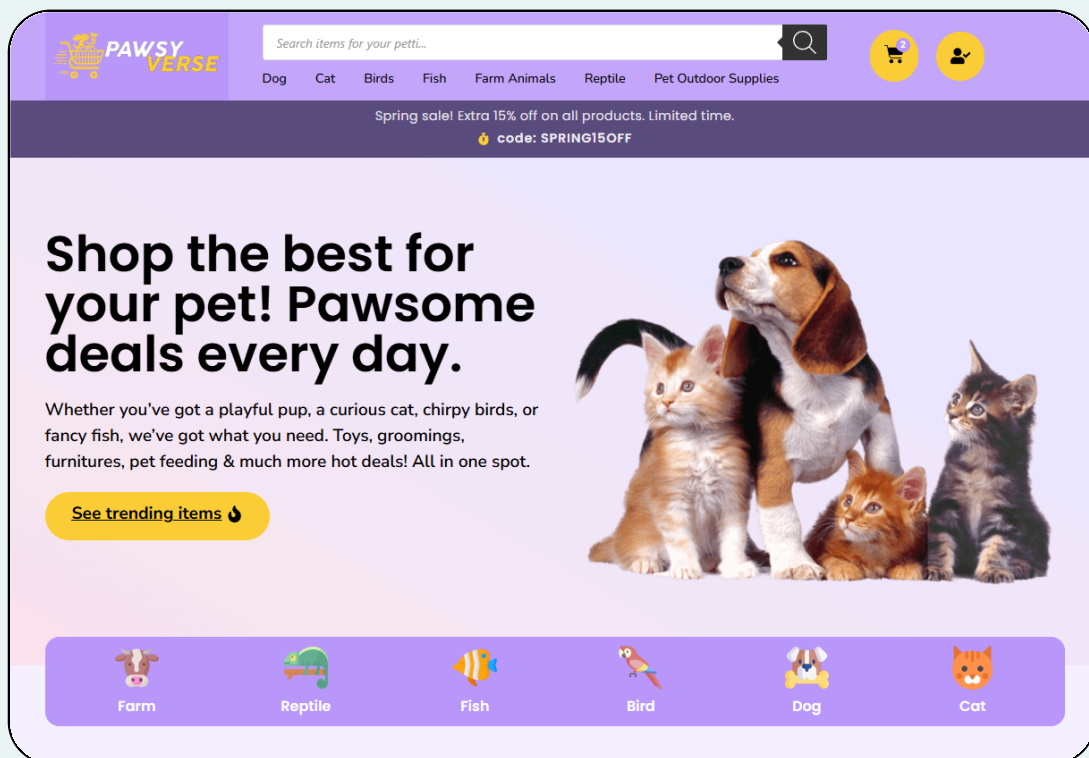 PAWSY
VERSE
Search items for your petti...
2
Dog Cat Birds Fish Farm Animals Reptile Pet Outdoor Supplies
Spring sale! Extra 15% off on all products. Limited time.
code: SPRING15OFF
Shop the best for
your pet! Pawsome
deals every day.
Whether you've got a playful pup, a curious cat, chirpy birds, or
fancy fish, we've got what you need. Toys, groomings,
furnitures, pet feeding & much more hot deals! All in one spot.
See trending items
Farm Reptile Fish Bird Dog Cat